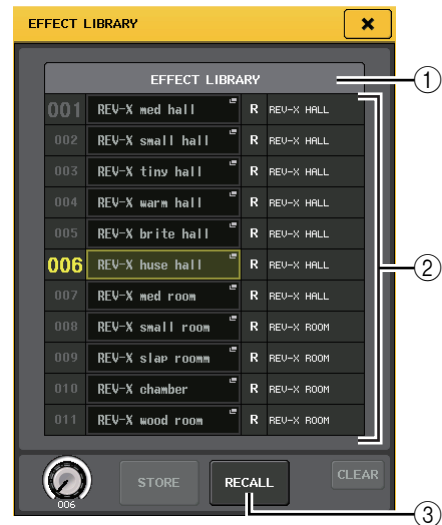 EFFECT LIBRARY
EFFECT LIBRARY ①
001 REV-X med hall R REV-X HALL
002 REV-X small hall R REV-X HALL
003 REV-X tiny hall R REV-X HALL
004 REV-X warm hall R REV-X HALL
005 REV-X brite hall R REV-X HALL
②
006 REV-X huse hall R REV-X HALL
007 REV-X med room R REV-X HALL
008 REV-X small room R REV-X ROOM
009 REV-X slap roomm R REV-X ROOM
010 REV-X chamber R REV-X ROOM
011 REV-X wood room R REV-X ROOM
006 STORE RECALL CLEAR
③